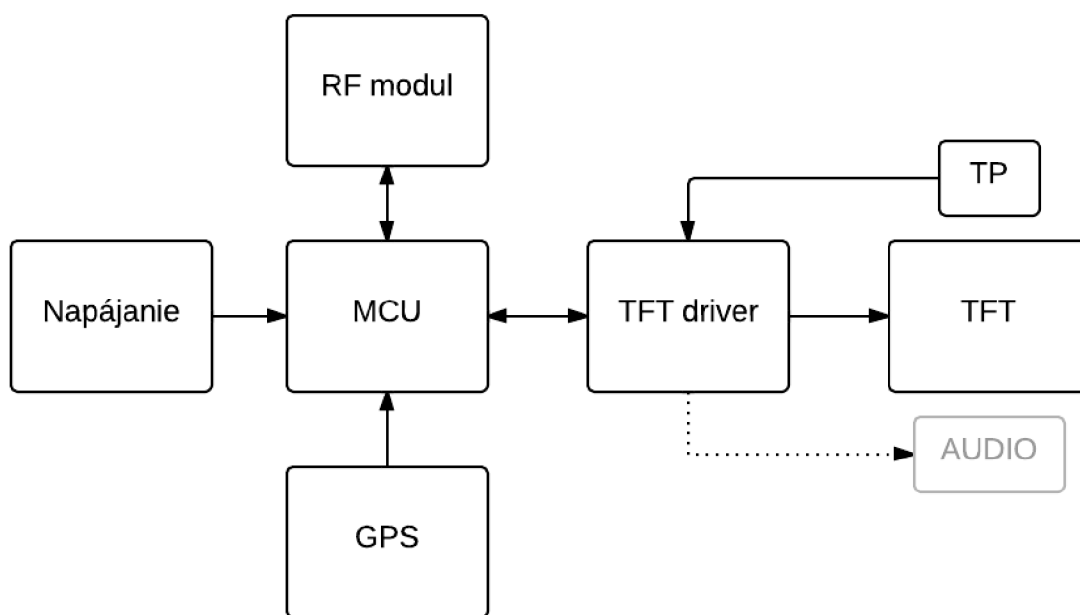 RF modul
TP
Napájanie
MCU
TFT driver
TFT
AUDIO
GPS